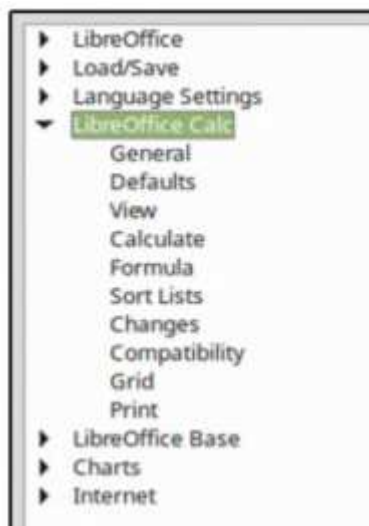 LibreOffice
Load/Save
Language Settings
LibreOffice Calc
General
Defaults
View
Calculate
Formula
Sort Lists
Changes
Compatibility
Grid
Print
LibreOffice Base
Charts
Internet